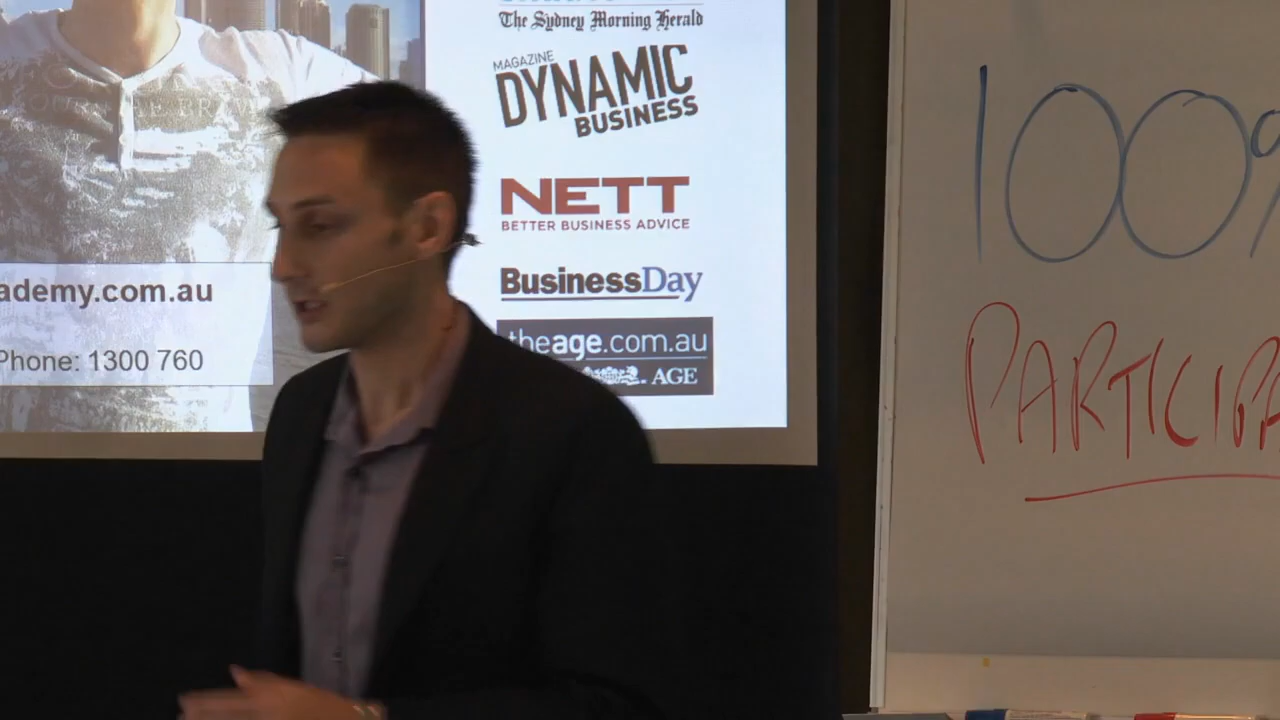 The Sydney Morning Herald
MAGAZINE
DYNAMIC
BUSINESS
NETT
BETTER BUSINESS ADVICE
BusinessDay
theage.com.au
AGE
ademy.com.au
Phone: 1300 760
100%
PARTICIPA